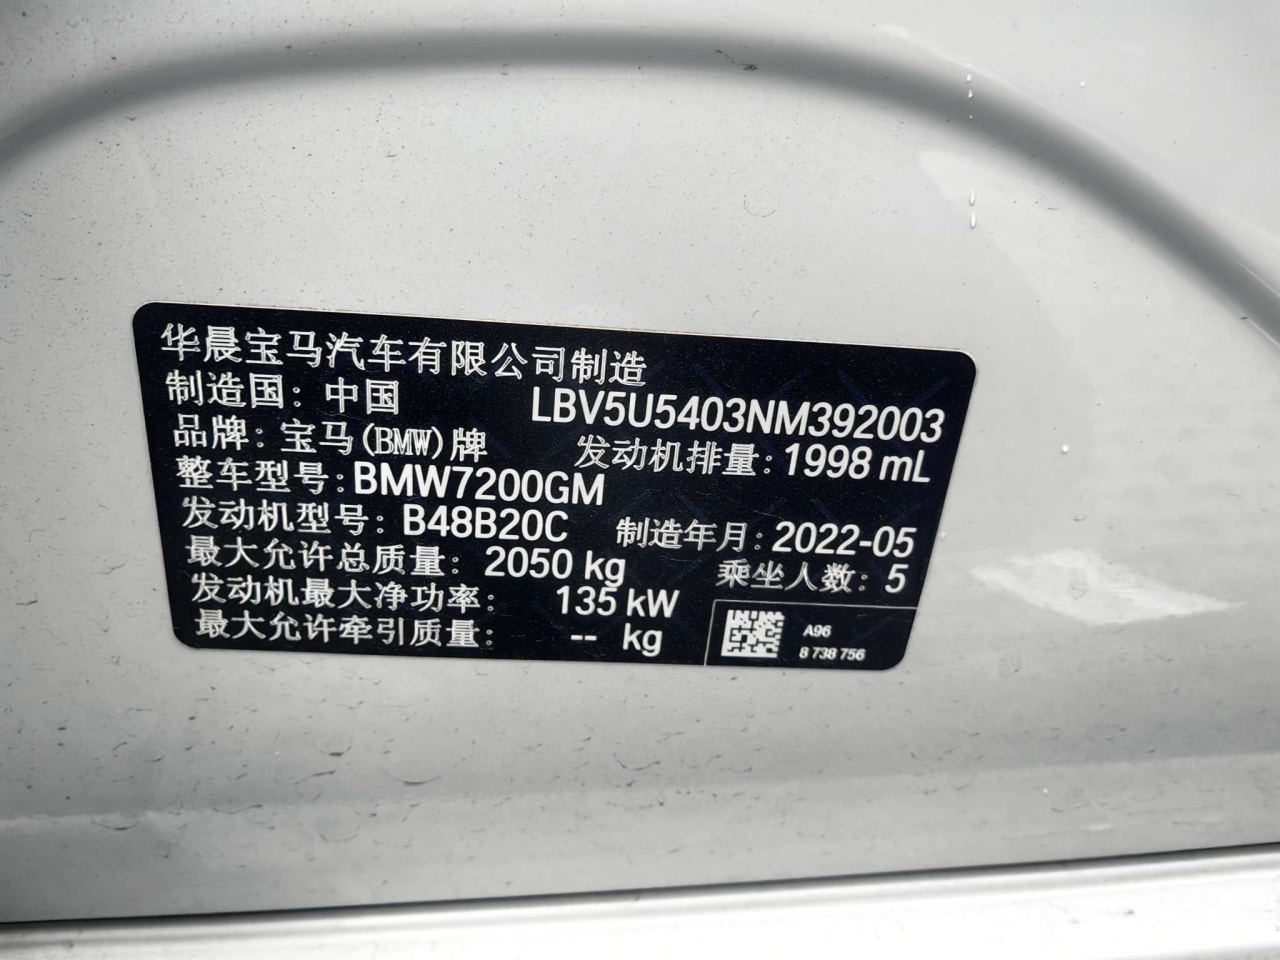 华晨宝马汽车有限公司制造
制造国: 中国
LBV5U5403NM392003
品牌: 宝马(BMW)牌
发动机排量: 1998 mL
整车型号: BMW7200GM
发动机型号: B48B20C
制造年月: 2022-05
最大允许总质量: 2050 kg
乘坐人数: 5
发动机最大净功率: 135 kW
最大允许牵引质量: -- kg
A96
8 738 756